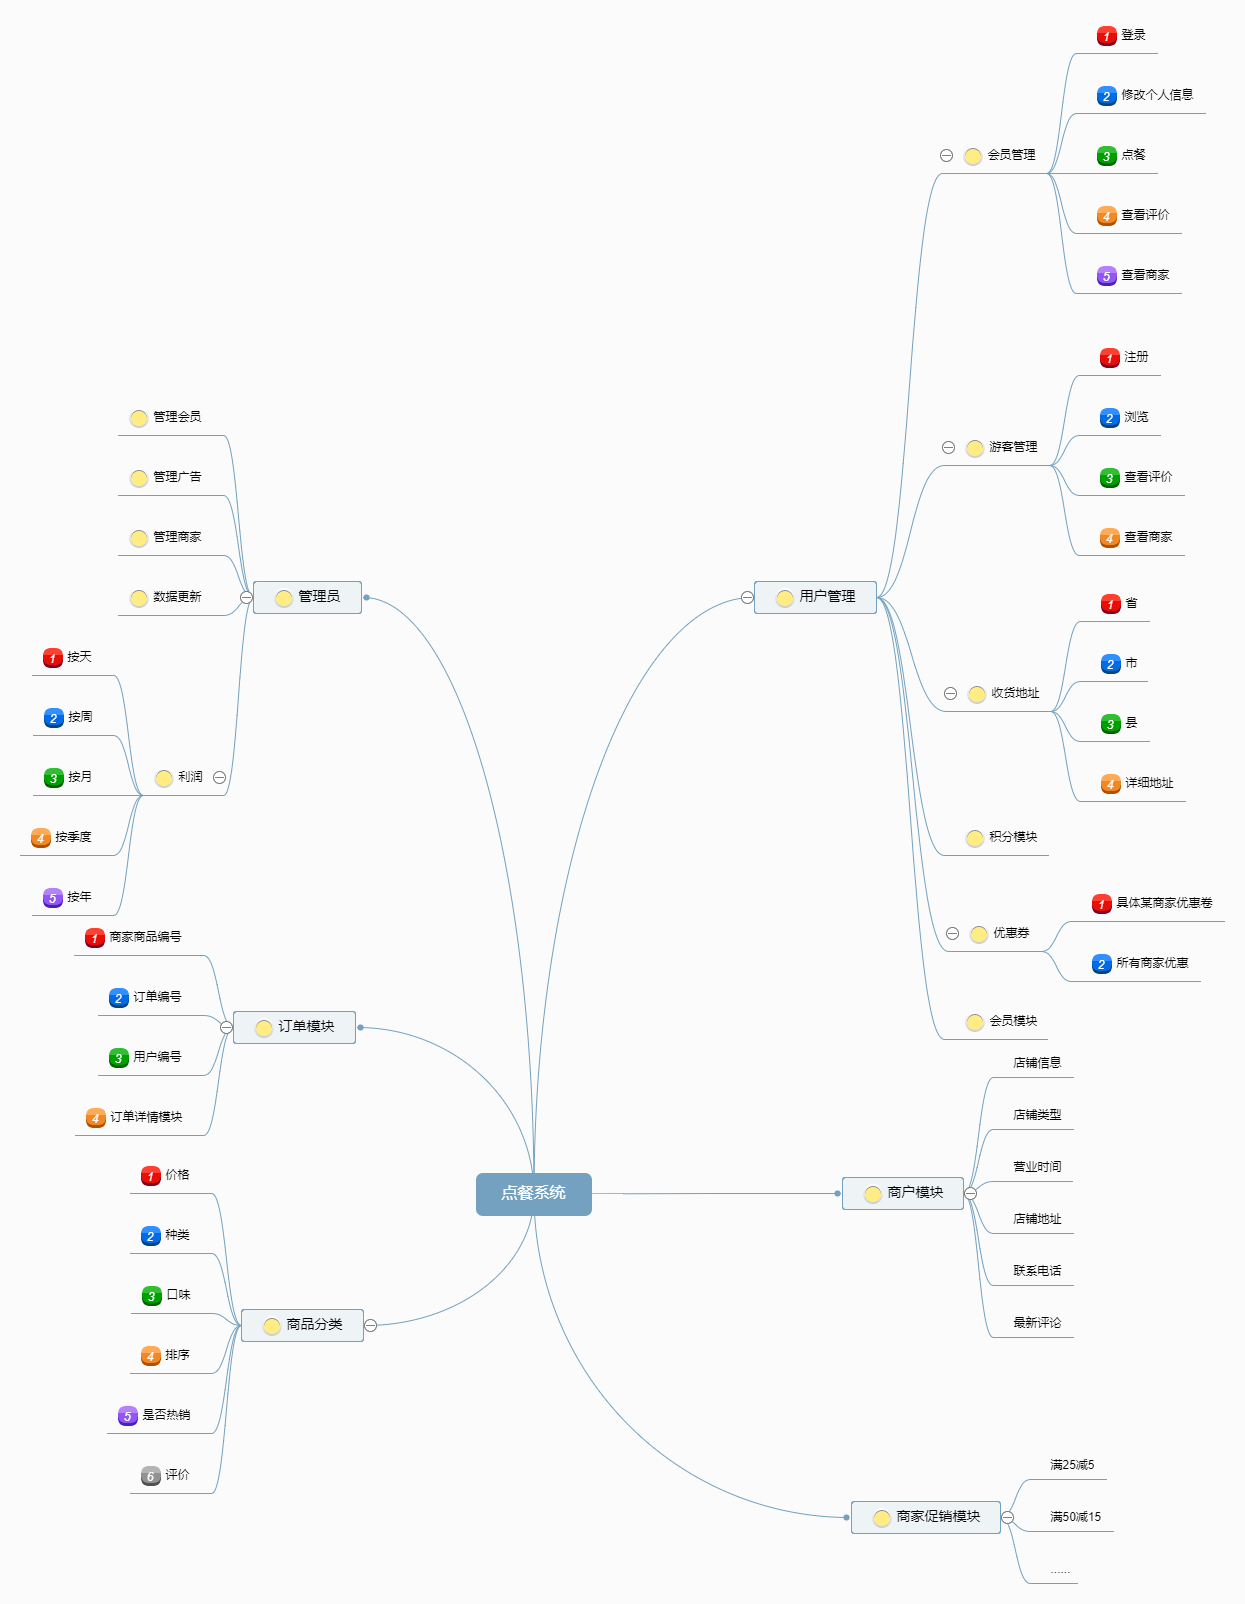 点餐系统
用户管理
会员管理
1 登录
2 修改个人信息
3 点餐
4 查看评价
5 查看商家
游客管理
1 注册
2 浏览
3 查看评价
4 查看商家
收货地址
1 省
2 市
3 县
4 详细地址
积分模块
优惠券
1 具体某商家优惠卷
2 所有商家优惠
会员模块
商户模块
店铺信息
店铺类型
营业时间
店铺地址
联系电话
最新评论
商家促销模块
满25减5
满50减15
......
管理员
管理会员
管理广告
管理商家
数据更新
利润
1 按天
2 按周
3 按月
4 按季度
5 按年
订单模块
1 商家商品编号
2 订单编号
3 用户编号
4 订单详情模块
商品分类
1 价格
2 种类
3 口味
4 排序
5 是否热销
6 评价